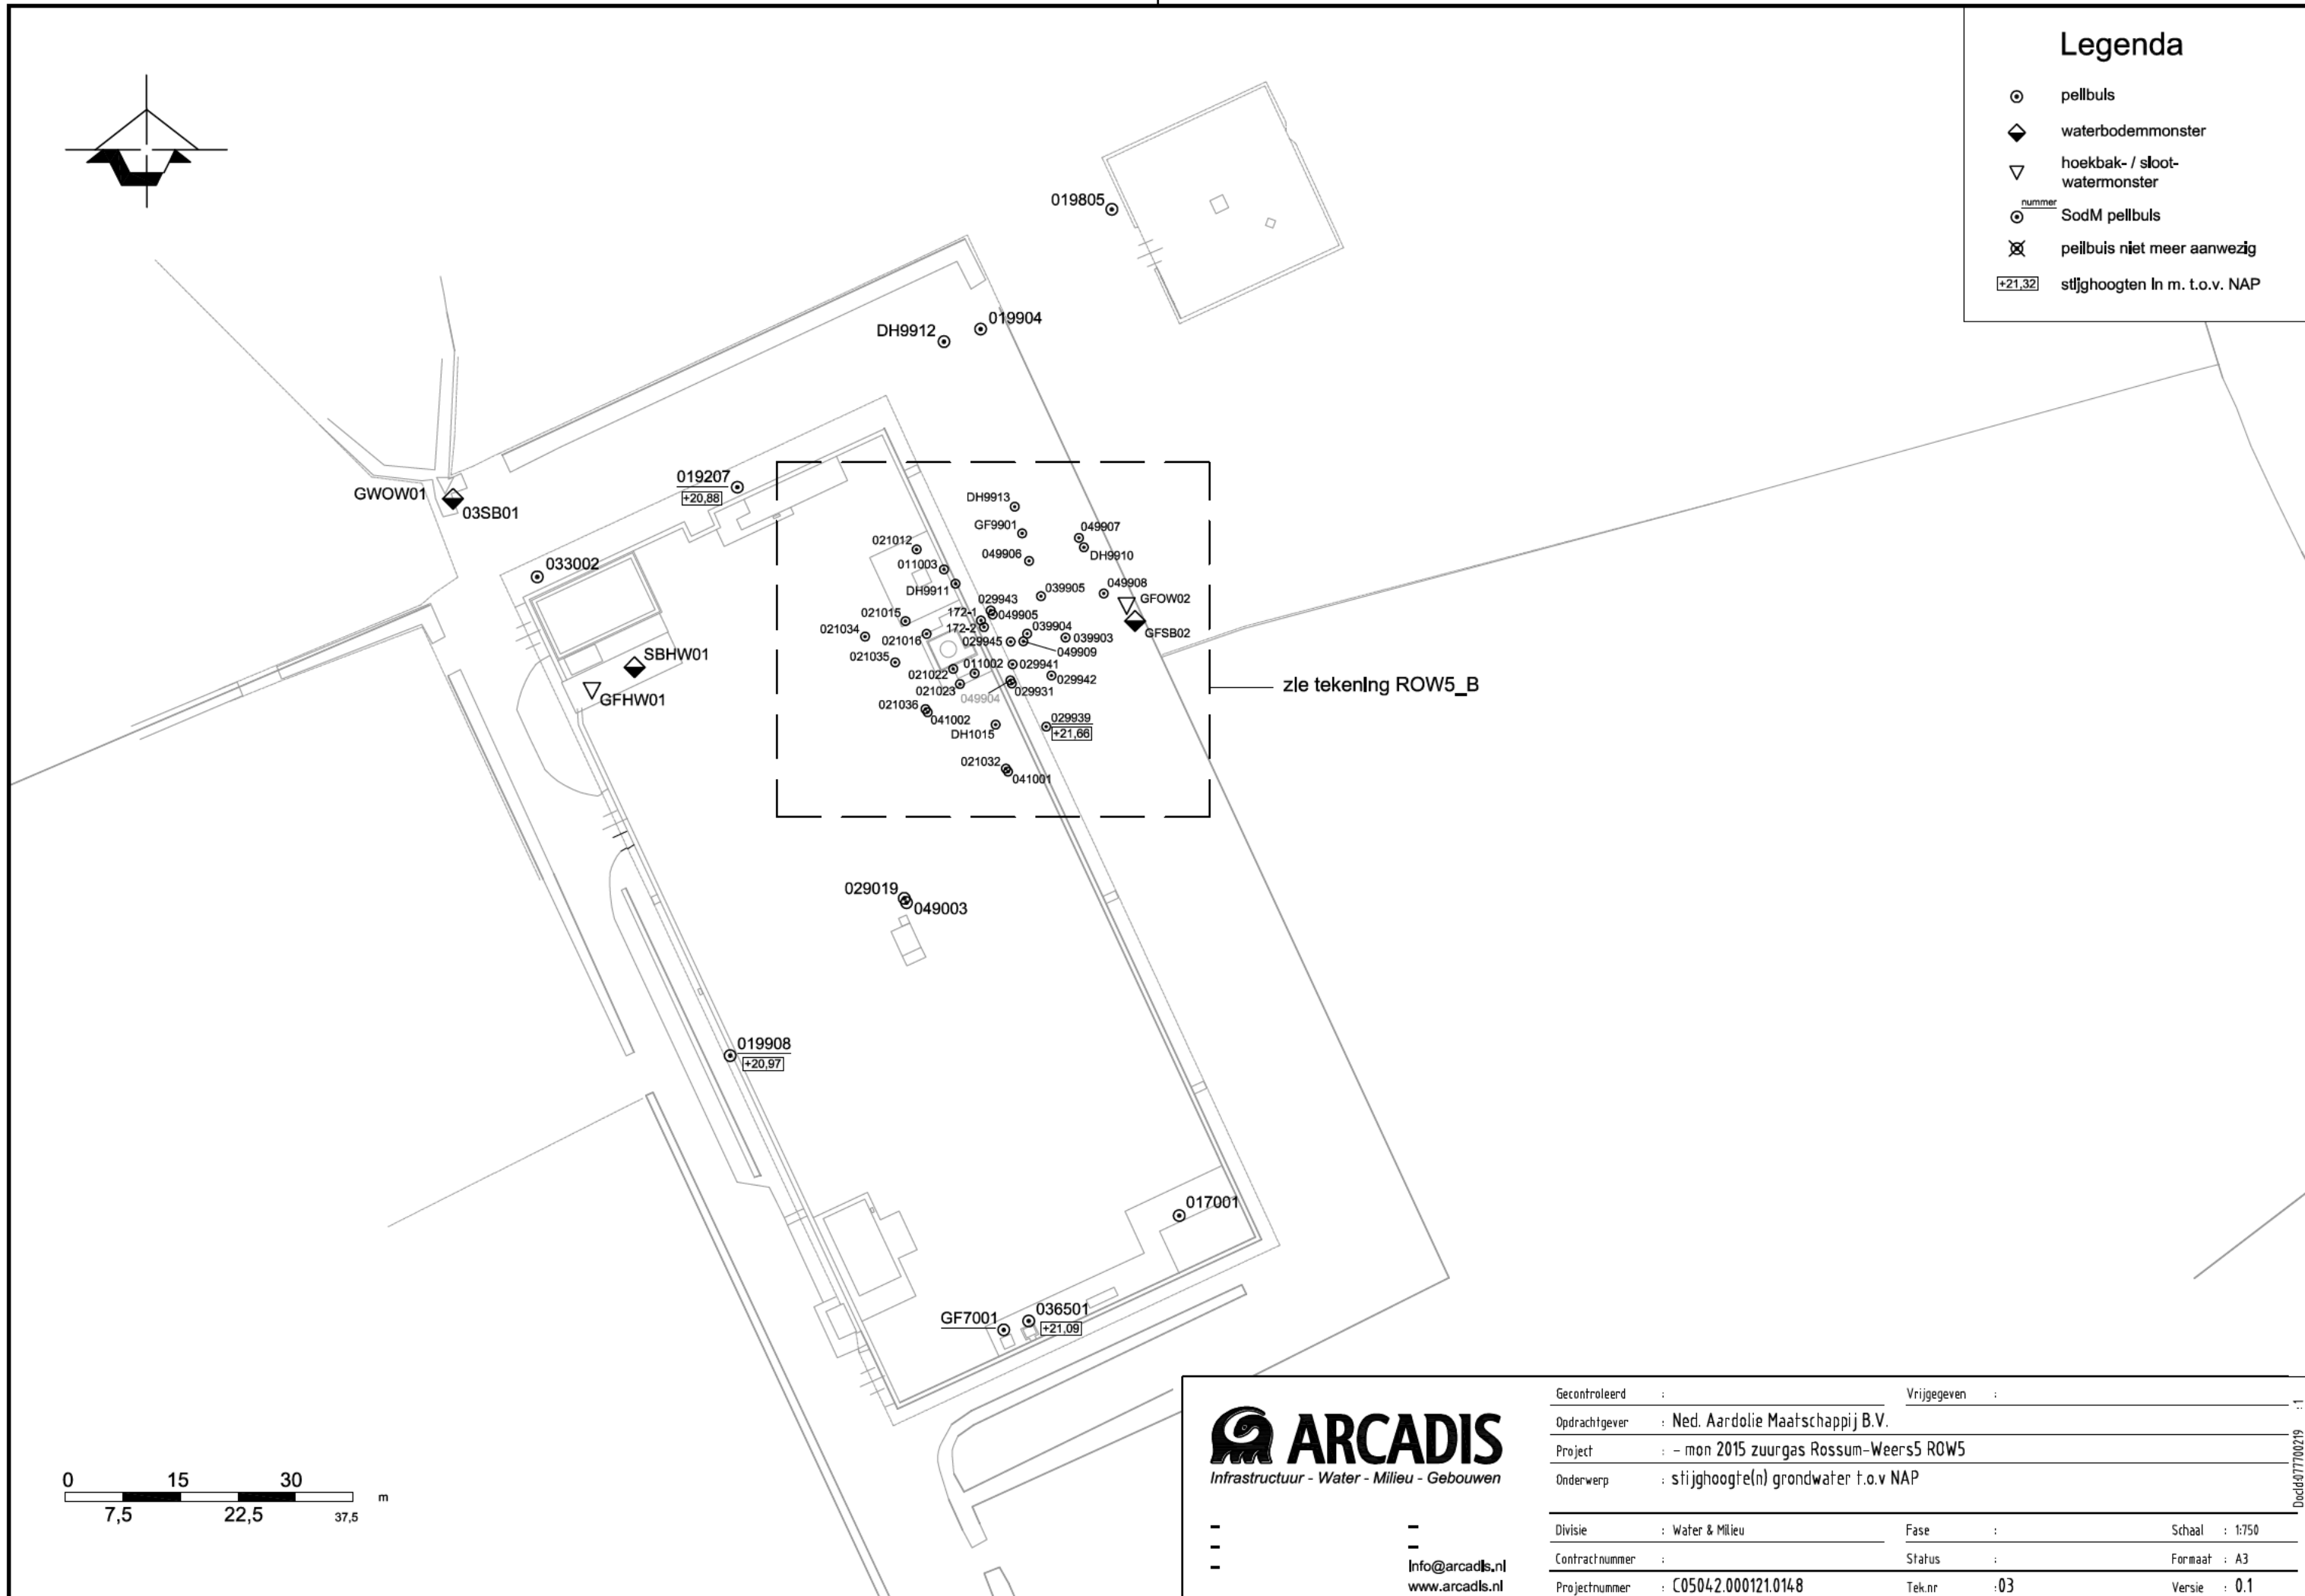 Legenda
peilbuis
waterbodemmonster
hoekbak- / sloot-
watermonster
nummer
SodM peilbuis
peilbuis niet meer aanwezig
+21,32 stijghoogten in m. t.o.v. NAP
019805
DH9912
019904
019207
+20,88
GWOW01
03SB01
033002
SBHW01
GFHW01
DH9913
GF9901
049907
DH9910
049906
021012
011003
DH9911
039905
049908
GFOW02
GFSB02
029943
049905
172-1
172-2
021015
021034
021016
039904
029945
039903
049909
021035
011002
029941
021022
029942
021023
049904
029931
021036
041002
DH1015
029939
+21,66
021032
041001
zie tekening ROW5_B
029019
049003
019908
+20,97
017001
GF7001
036501
+21,09
0 15 30
7,5 22,5 37,5
m
ARCADIS
Infrastructuur - Water - Milieu - Gebouwen
Info@arcadis.nl
www.arcadis.nl
Gecontroleerd :
Vrijgegeven :
Opdrachtgever : Ned. Aardolie Maatschappij B.V.
Project : - mon 2015 zuurgas Rossum-Weers5 ROW5
Onderwerp : stijghoogte(n) grondwater t.o.v NAP
Divisie : Water & Milieu
Fase :
Schaal : 1:750
Contractnummer :
Status :
Formaat : A3
Projectnummer : C05042.000121.0148
Tek.nr :03
Versie : 0.1
DocId:077700219 :1